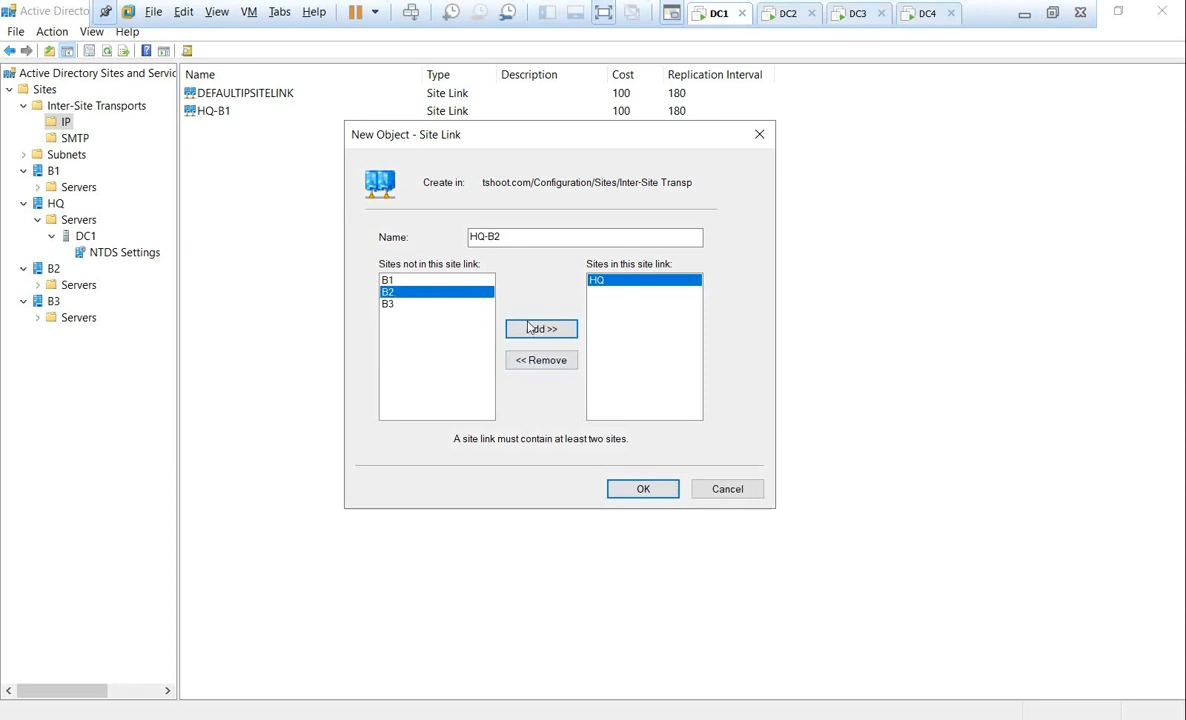 Active Directo
File Edit View VM Tabs Help
DC1
DC2
DC3
DC4
File Action View Help
Active Directory Sites and Servic
Sites
Inter-Site Transports
IP
SMTP
Subnets
B1
Servers
HQ
Servers
DC1
NTDS Settings
B2
Servers
B3
Servers
Name Type Description Cost Replication Interval
DEFAULTIPSITELINK Site Link 100 180
HQ-B1 Site Link 100 180
New Object - Site Link
Create in: tshoot.com/Configuration/Sites/Inter-Site Transp
Name: HQ-B2
Sites not in this site link:
B1
B2
B3
Add >>
<< Remove
Sites in this site link:
HQ
A site link must contain at least two sites.
OK
Cancel